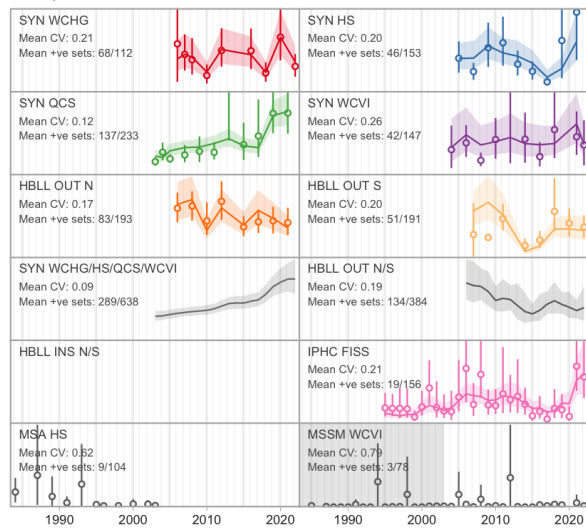 SYN WCHG
Mean CV: 0.21
Mean +ve sets: 68/112
SYN HS
Mean CV: 0.20
Mean +ve sets: 46/153
SYN QCS
Mean CV: 0.12
Mean +ve sets: 137/233
SYN WCVI
Mean CV: 0.26
Mean +ve sets: 42/147
HBLL OUT N
Mean CV: 0.17
Mean +ve sets: 83/193
HBLL OUT S
Mean CV: 0.20
Mean +ve sets: 51/191
SYN WCHG/HS/QCS/WCVI
Mean CV: 0.09
Mean +ve sets: 289/638
HBLL OUT N/S
Mean CV: 0.19
Mean +ve sets: 134/384
HBLL INS N/S
IPHC FISS
Mean CV: 0.21
Mean +ve sets: 19/156
MSA HS
Mean CV: 0.62
Mean +ve sets: 9/104
MSSM WCVI
Mean CV: 0.79
Mean +ve sets: 3/78
1990 2000 2010 2020 1990 2000 2010 2020